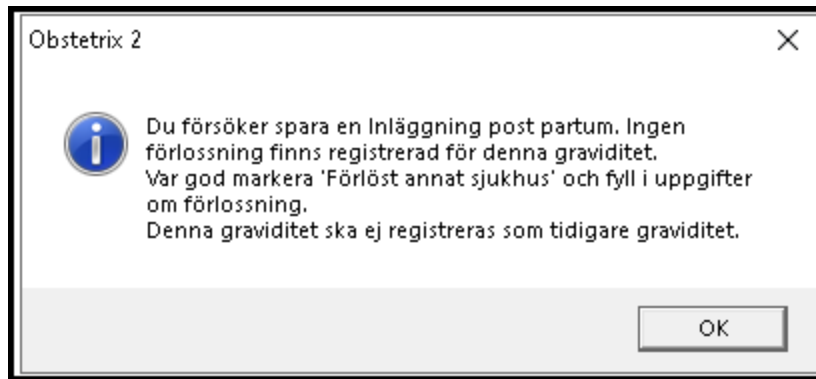 Obstetrix 2
Du försöker spara en Inläggning post partum. Ingen
förlossning finns registrerad för denna graviditet.
Var god markera 'Förlöst annat sjukhus' och fyll i uppgifter
om förlossning.
Denna graviditet ska ej registreras som tidigare graviditet.
OK